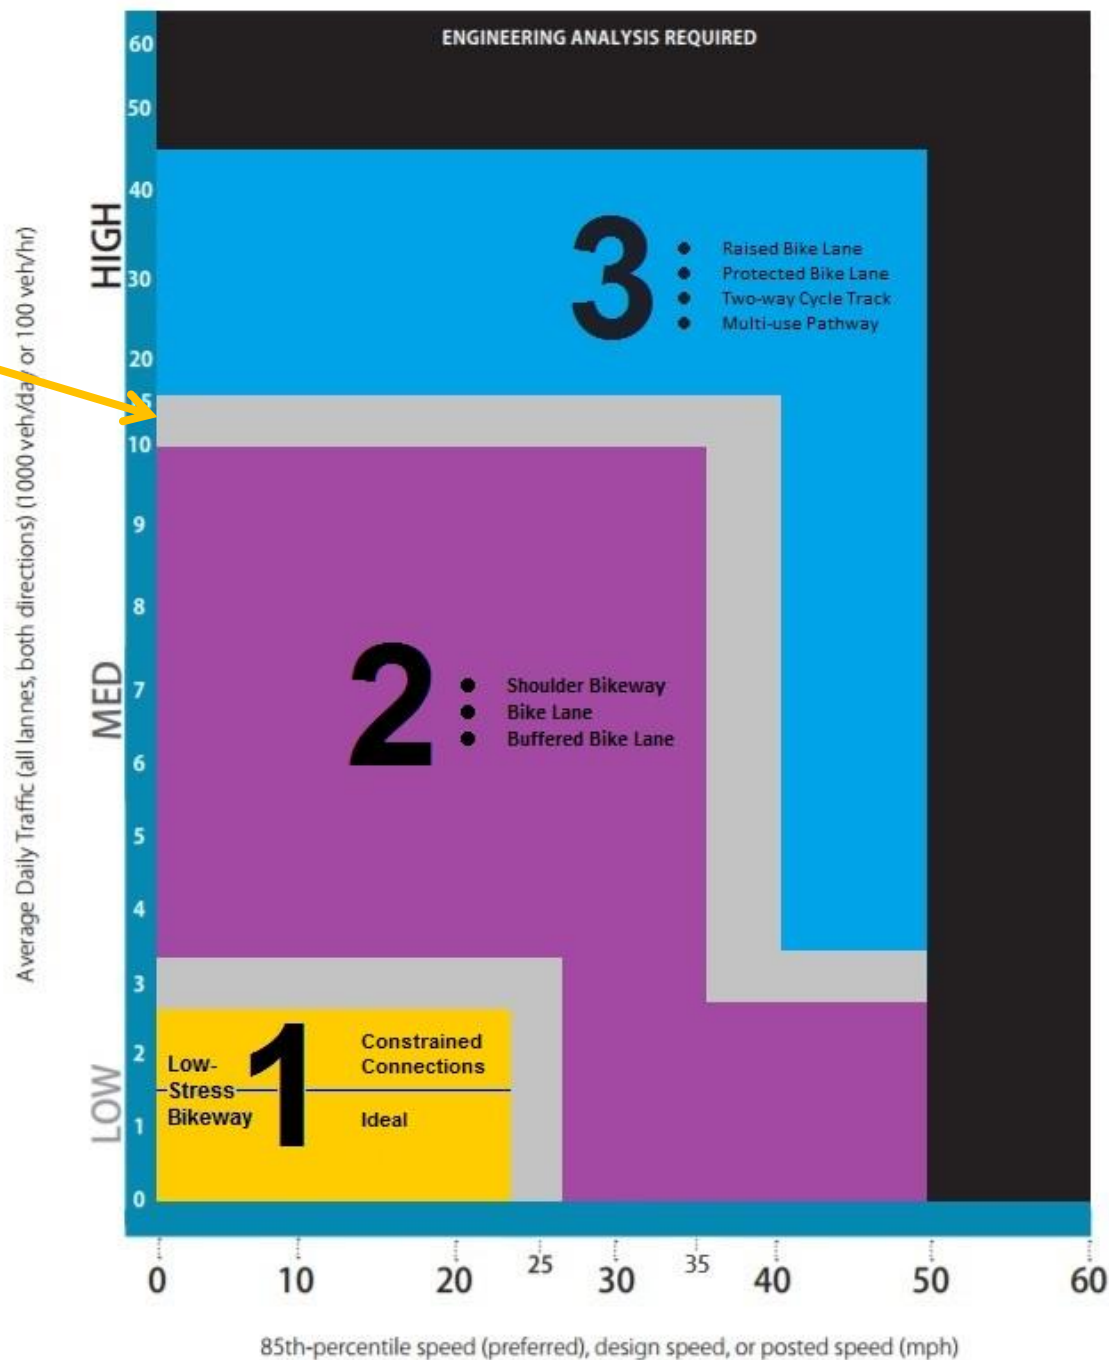 ENGINEERING ANALYSIS REQUIRED
60
50
40
30
20
10
9
8
7
6
5
4
3
2
1
0
HIGH
MED
LOW
Average Daily Traffic (all lannes, both directions) (1000 veh/day or 100 veh/hr)
3
Raised Bike Lane
Protected Bike Lane
Two-way Cycle Track
Multi-use Pathway
2
Shoulder Bikeway
Bike Lane
Buffered Bike Lane
1
Low-
Stress
Bikeway
Constrained
Connections
Ideal
0 10 20 25 30 35 40 50 60
85th-percentile speed (preferred), design speed, or posted speed (mph)